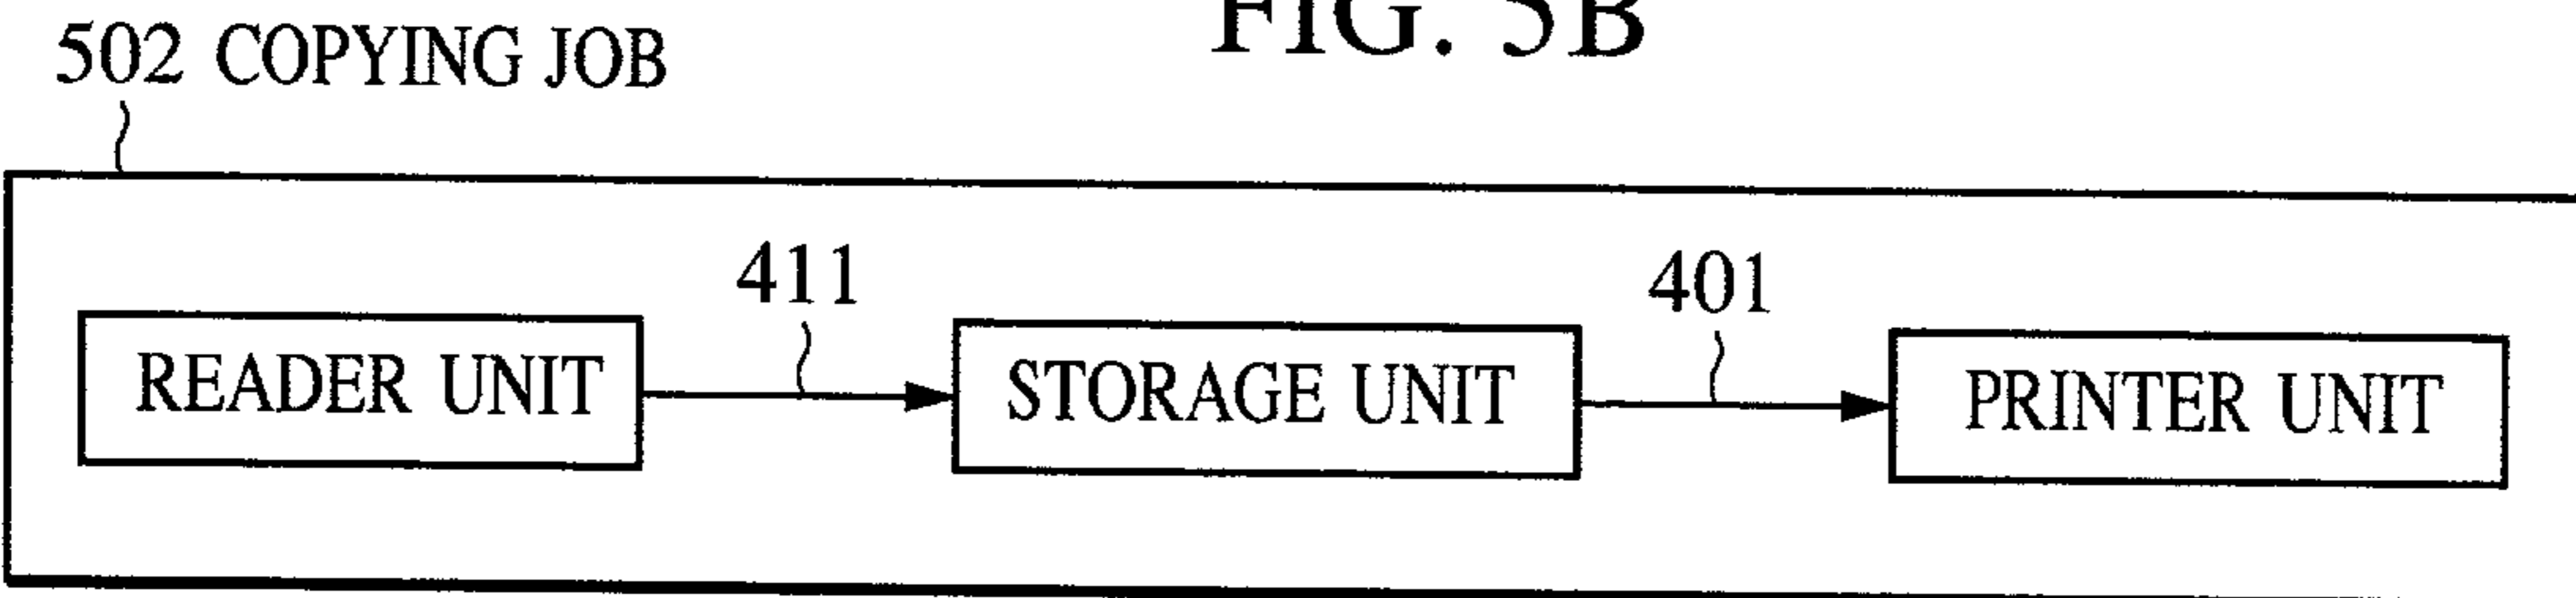 FIG. 5B
502 COPYING JOB
411
401
READER UNIT
STORAGE UNIT
PRINTER UNIT